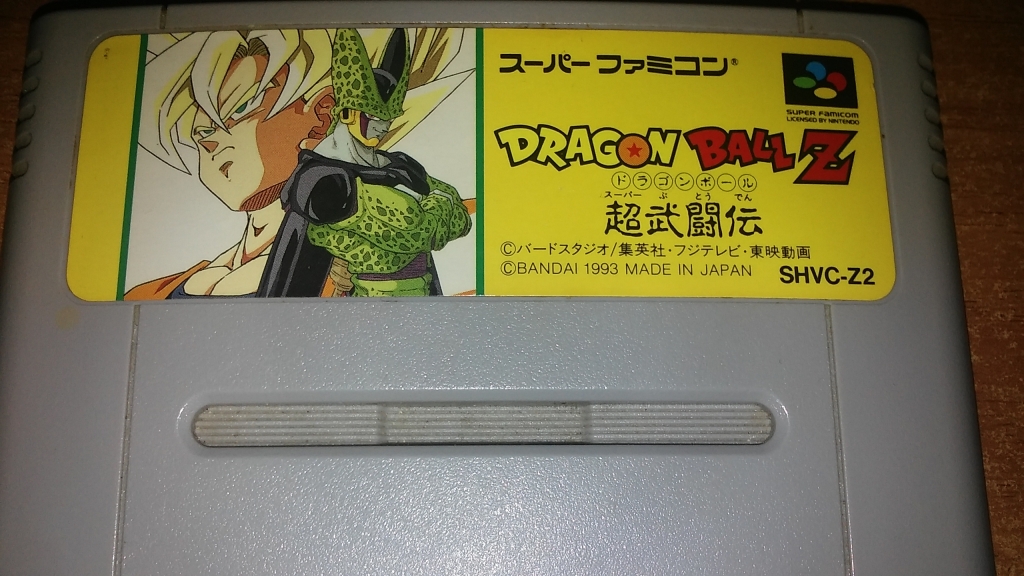 スーパーファミコン®
SUPER FAMICOM
LICENSED BY NINTENDO
DRAGON BALL Z
ドラゴンボール
スーパー ぶ とう でん
超武闘伝
©バードスタジオ/集英社・フジテレビ・東映動画
©BANDAI 1993 MADE IN JAPAN
SHVC-Z2